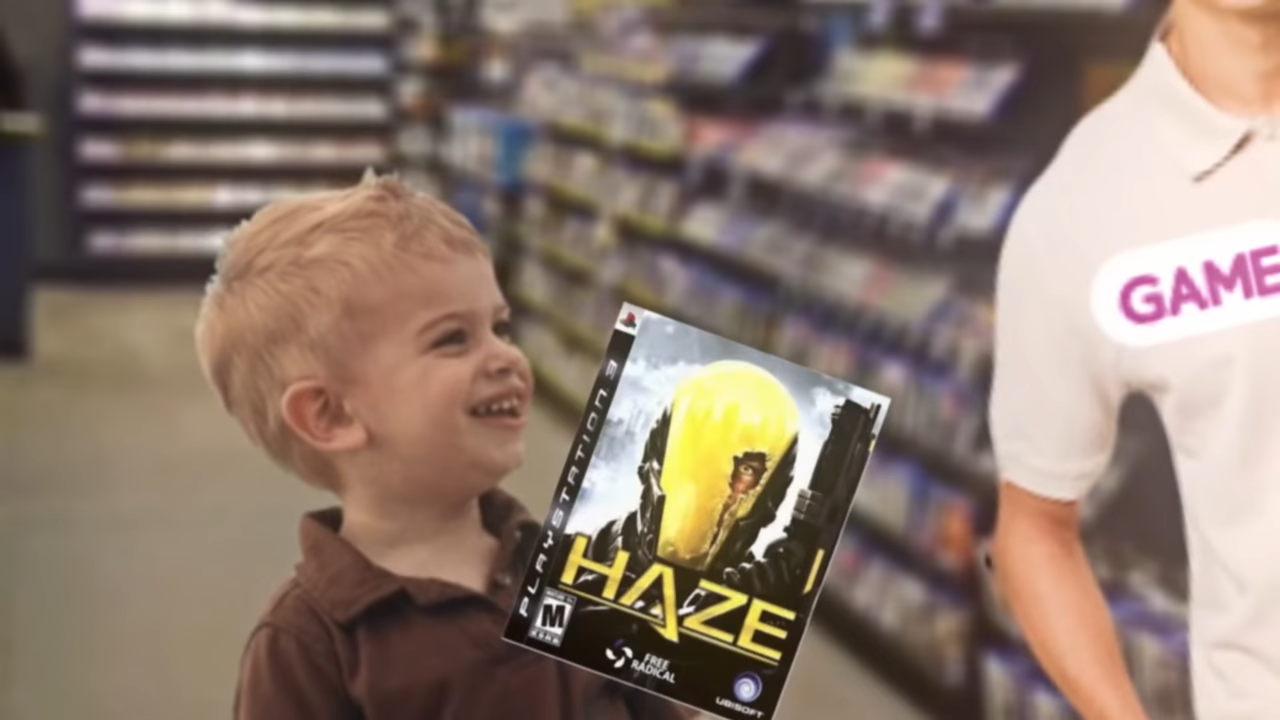 GAME
PLAYSTATION 3
HAZE
M
FREE
RADICAL
UBISOFT